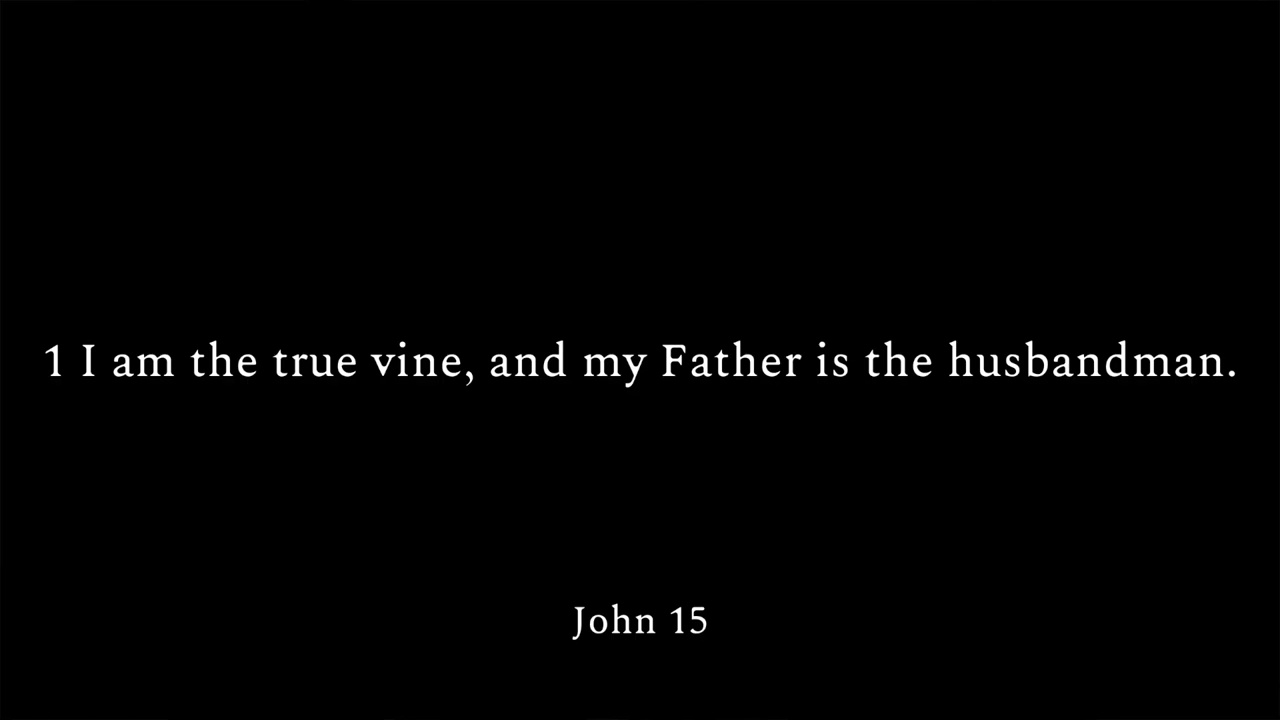 1 I am the true vine, and my Father is the husbandman.
John 15